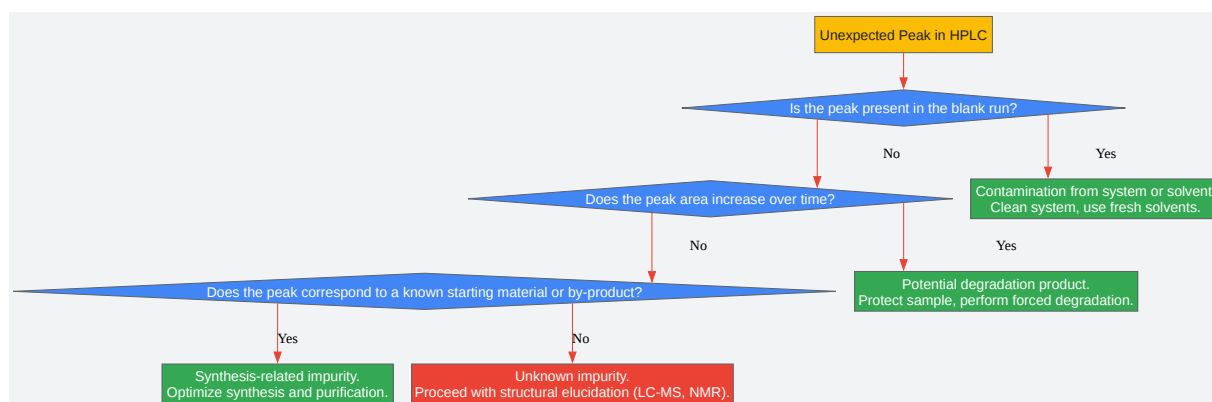 Unexpected Peak in HPLC
Is the peak present in the blank run?
No
Yes
Contamination from system or solvent
Clean system, use fresh solvents.
Does the peak area increase over time?
No
Yes
Potential degradation product.
Protect sample, perform forced degradation.
Does the peak correspond to a known starting material or by-product?
Yes
No
Synthesis-related impurity.
Optimize synthesis and purification.
Unknown impurity.
Proceed with structural elucidation (LC-MS, NMR).